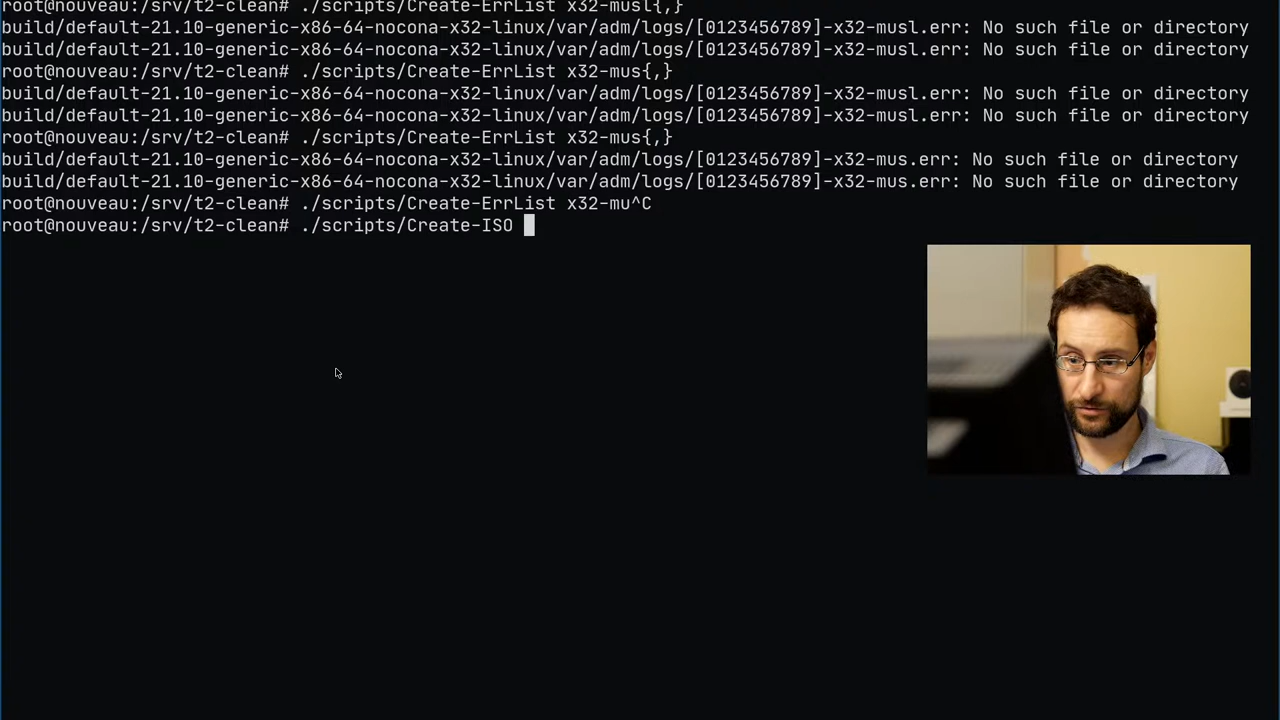 root@nouveau:/srv/t2-clean# ./scripts/Create-ErrList x32-musl{,}
build/default-21.10-generic-x86-64-nocona-x32-linux/var/adm/logs/[0123456789]-x32-musl.err: No such file or directory
build/default-21.10-generic-x86-64-nocona-x32-linux/var/adm/logs/[0123456789]-x32-musl.err: No such file or directory
root@nouveau:/srv/t2-clean# ./scripts/Create-ErrList x32-mus{,}
build/default-21.10-generic-x86-64-nocona-x32-linux/var/adm/logs/[0123456789]-x32-musl.err: No such file or directory
build/default-21.10-generic-x86-64-nocona-x32-linux/var/adm/logs/[0123456789]-x32-musl.err: No such file or directory
root@nouveau:/srv/t2-clean# ./scripts/Create-ErrList x32-mus{,}
build/default-21.10-generic-x86-64-nocona-x32-linux/var/adm/logs/[0123456789]-x32-mus.err: No such file or directory
build/default-21.10-generic-x86-64-nocona-x32-linux/var/adm/logs/[0123456789]-x32-mus.err: No such file or directory
root@nouveau:/srv/t2-clean# ./scripts/Create-ErrList x32-mu^C
root@nouveau:/srv/t2-clean# ./scripts/Create-ISO